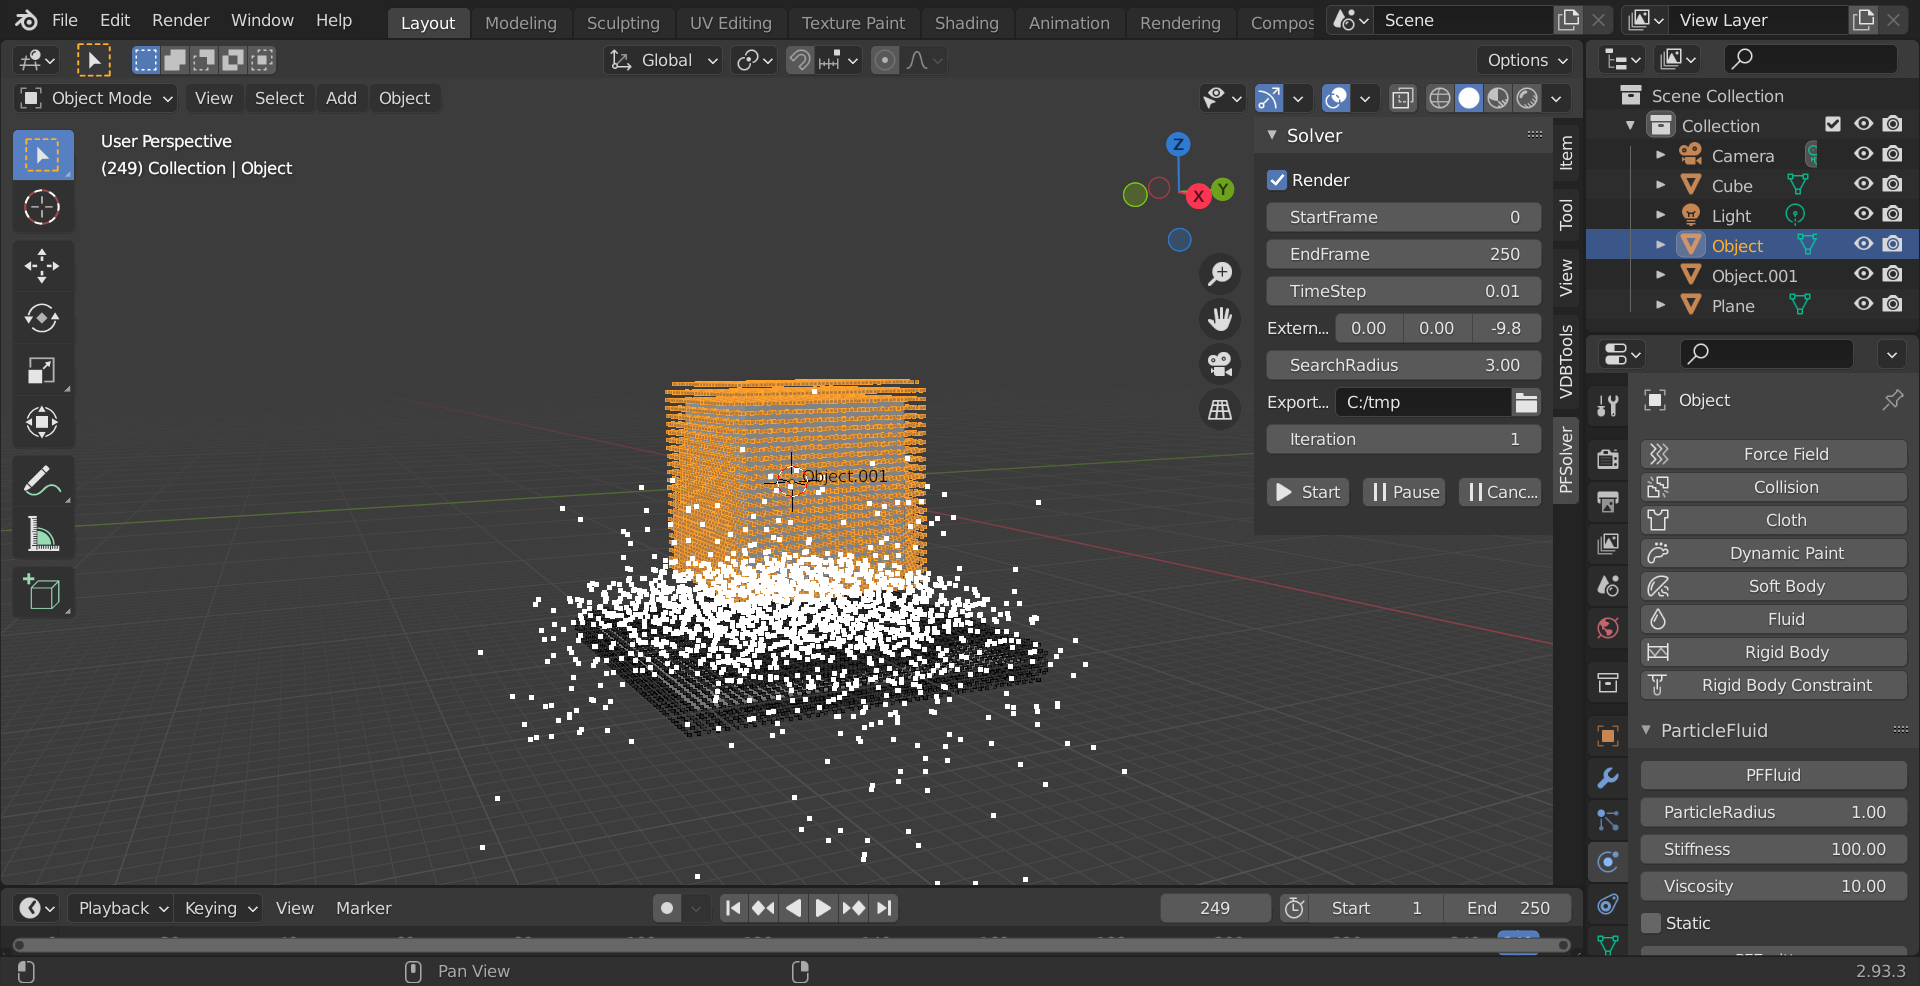 File Edit Render Window Help Layout Modeling Sculpting UV Editing Texture Paint Shading Animation Rendering Compos Scene View Layer
Global Options
Object Mode View Select Add Object
User Perspective
(249) Collection | Object
Z
X
Y
Object.001
Solver
Render
StartFrame 0
EndFrame 250
TimeStep 0.01
Extern... 0.00 0.00 -9.8
SearchRadius 3.00
Export... C:/tmp
Iteration 1
Start Pause Canc...
Item
Tool
View
VDBTools
PFSolver
Scene Collection
Collection
Camera
Cube
Light
Object
Object.001
Plane
Object
Force Field
Collision
Cloth
Dynamic Paint
Soft Body
Fluid
Rigid Body
Rigid Body Constraint
ParticleFluid
PFFluid
ParticleRadius 1.00
Stiffness 100.00
Viscosity 10.00
Static
Playback Keying View Marker 249 Start 1 End 250
Pan View
2.93.3